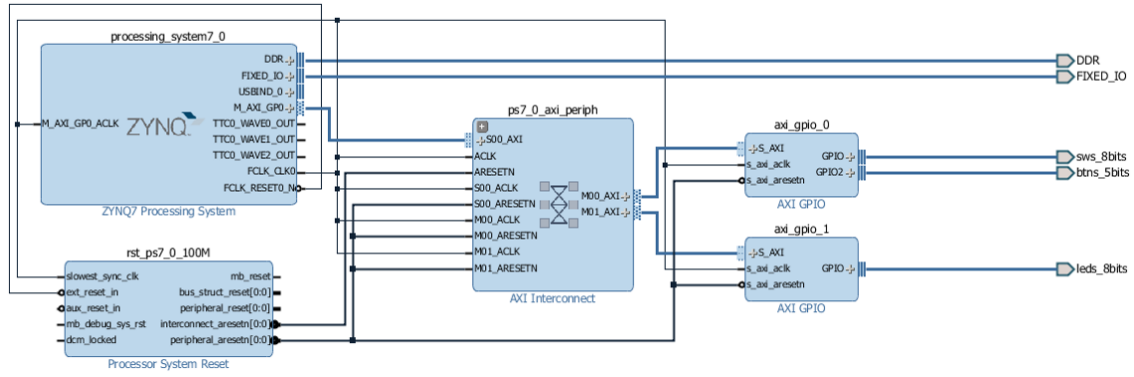 processing_system7_0
DDR
FIXED_IO
USBIND_0
M_AXI_GP0
M_AXI_GP0_ACLK
ZYNQ
TTC0_WAVE0_OUT
TTC0_WAVE1_OUT
TTC0_WAVE2_OUT
FCLK_CLK0
FCLK_RESET0_N
ZYNQ7 Processing System
rst_ps7_0_100M
slowest_sync_clk
ext_reset_in
aux_reset_in
mb_debug_sys_rst
dcm_locked
mb_reset
bus_struct_reset[0:0]
peripheral_reset[0:0]
interconnect_aresetn[0:0]
peripheral_aresetn[0:0]
Processor System Reset
ps7_0_axi_periph
S00_AXI
ACLK
ARESETN
S00_ACLK
S00_ARESETN
M00_ACLK
M00_ARESETN
M01_ACLK
M01_ARESETN
M00_AXI
M01_AXI
AXI Interconnect
axi_gpio_0
S_AXI
s_axi_aclk
s_axi_aresetn
GPIO
GPIO2
AXI GPIO
axi_gpio_1
S_AXI
s_axi_aclk
s_axi_aresetn
GPIO
AXI GPIO
DDR
FIXED_IO
sws_8bits
btns_5bits
leds_8bits